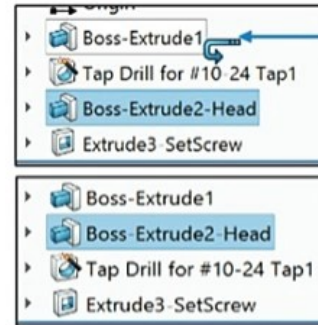 Origin
Boss-Extrude1
Tap Drill for #10-24 Tap1
Boss-Extrude2-Head
Extrude3-SetScrew
Boss-Extrude1
Boss-Extrude2-Head
Tap Drill for #10-24 Tap1
Extrude3-SetScrew